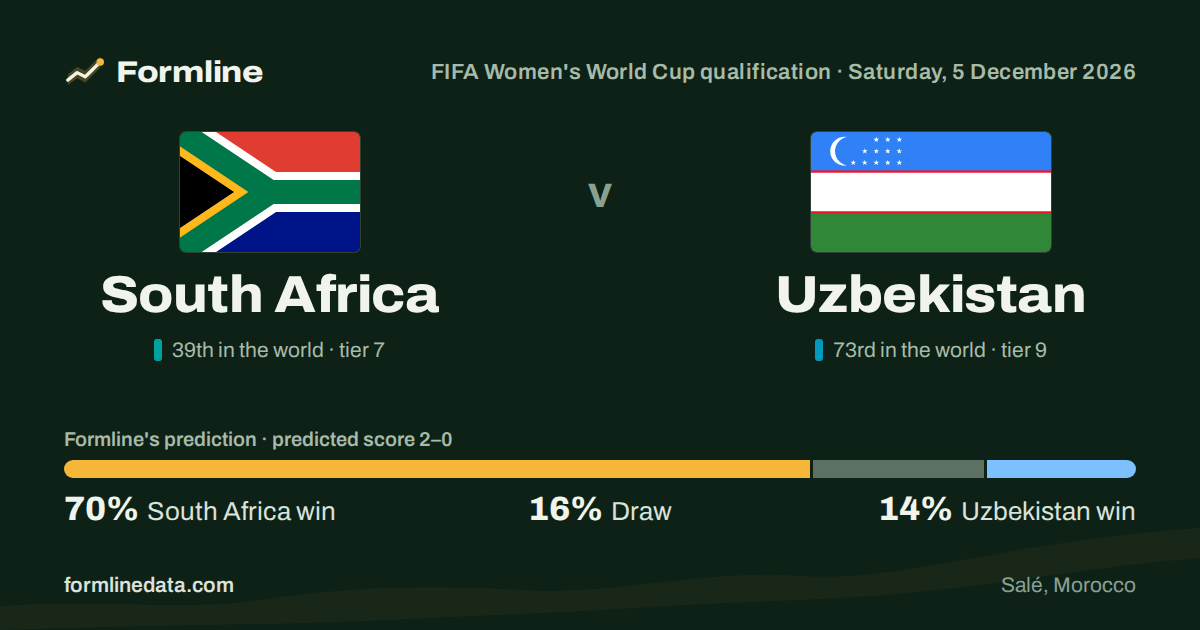 Formline
FIFA Women's World Cup qualification · Saturday, 5 December 2026
v
South Africa
Uzbekistan
39th in the world · tier 7
73rd in the world · tier 9
Formline's prediction · predicted score 2–0
70% South Africa win
16% Draw
14% Uzbekistan win
formlinedata.com
Salé, Morocco